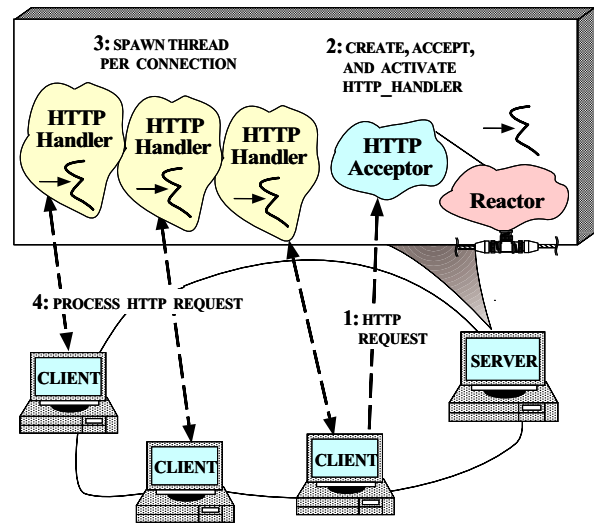 3: SPAWN THREAD
PER CONNECTION
2: CREATE, ACCEPT,
AND ACTIVATE
HTTP_HANDLER
HTTP
Handler
HTTP
Handler
HTTP
Handler
HTTP
Acceptor
Reactor
4: PROCESS HTTP REQUEST
1: HTTP
REQUEST
CLIENT
SERVER
CLIENT
CLIENT